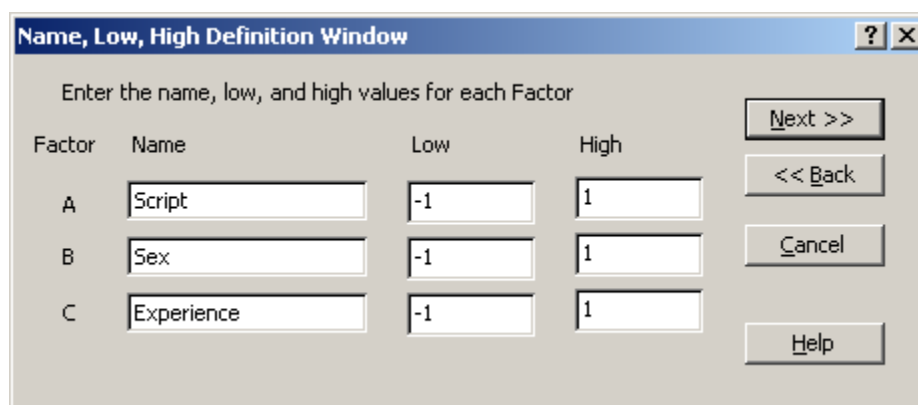 Name, Low, High Definition Window ? X
Enter the name, low, and high values for each Factor
Next >>
Factor Name Low High
<< Back
A Script -1 1
B Sex -1 1
Cancel
C Experience -1 1
Help